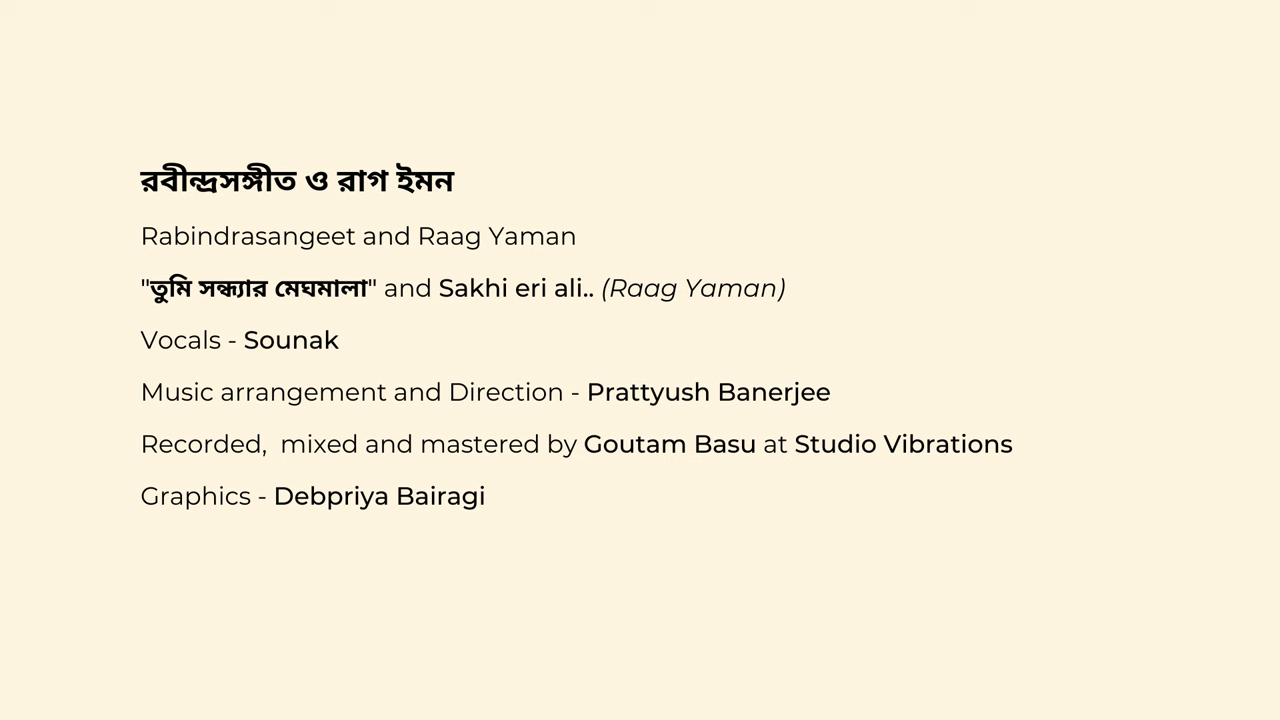 রবীন্দ্রসঙ্গীত ও রাগ ইমন
Rabindrasangeet and Raag Yaman
"তুমি সন্ধ্যার মেঘমালা" and Sakhi eri ali.. (Raag Yaman)
Vocals - Sounak
Music arrangement and Direction - Prattyush Banerjee
Recorded,  mixed and mastered by Goutam Basu at Studio Vibrations
Graphics - Debpriya Bairagi